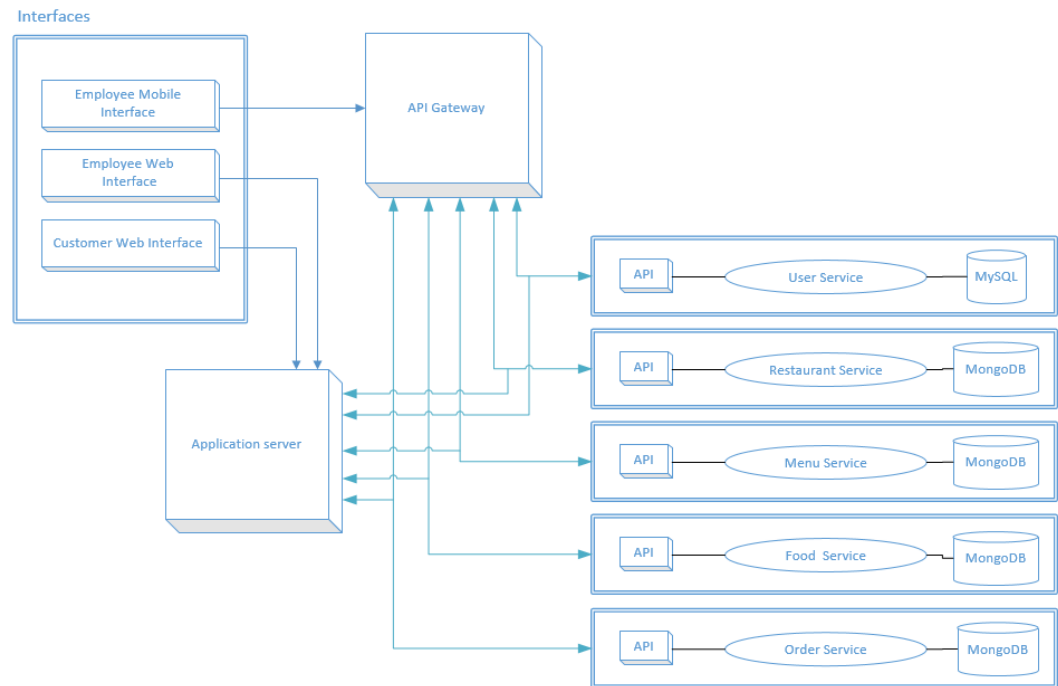 Interfaces
Employee Mobile
Interface
API Gateway
Employee Web
Interface
Customer Web Interface
API
User Service
MySQL
API
Restaurant Service
MongoDB
Application server
API
Menu Service
MongoDB
API
Food Service
MongoDB
API
Order Service
MongoDB